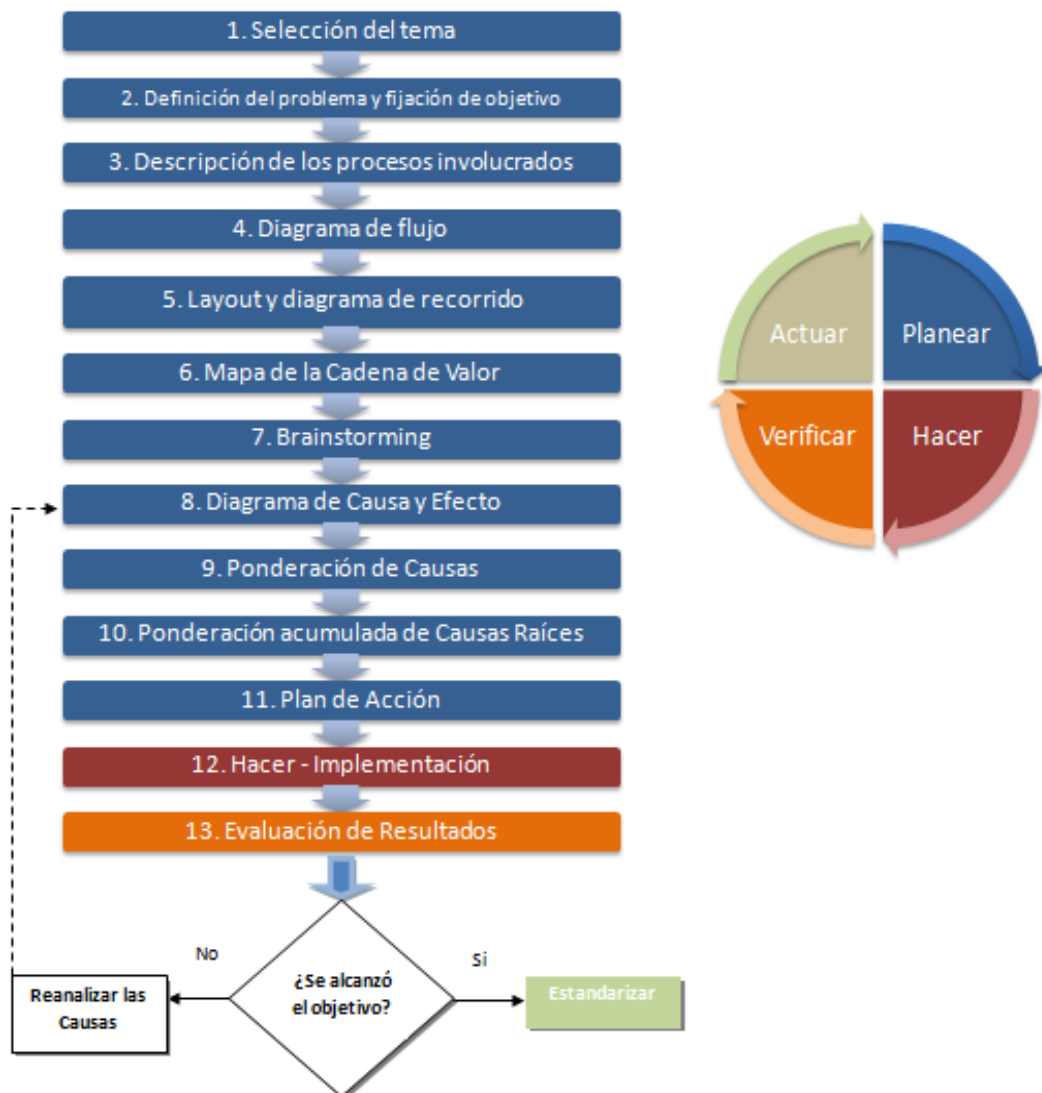 1. Selección del tema
2. Definición del problema y fijación de objetivo
3. Descripción de los procesos involucrados
4. Diagrama de flujo
5. Layout y diagrama de recorrido
6. Mapa de la Cadena de Valor
7. Brainstorming
8. Diagrama de Causa y Efecto
9. Ponderación de Causas
10. Ponderación acumulada de Causas Raíces
11. Plan de Acción
12. Hacer - Implementación
13. Evaluación de Resultados
No
¿Se alcanzó
el objetivo?
Si
Reanalizar las
Causas
Estandarizar
Actuar
Planear
Verificar
Hacer